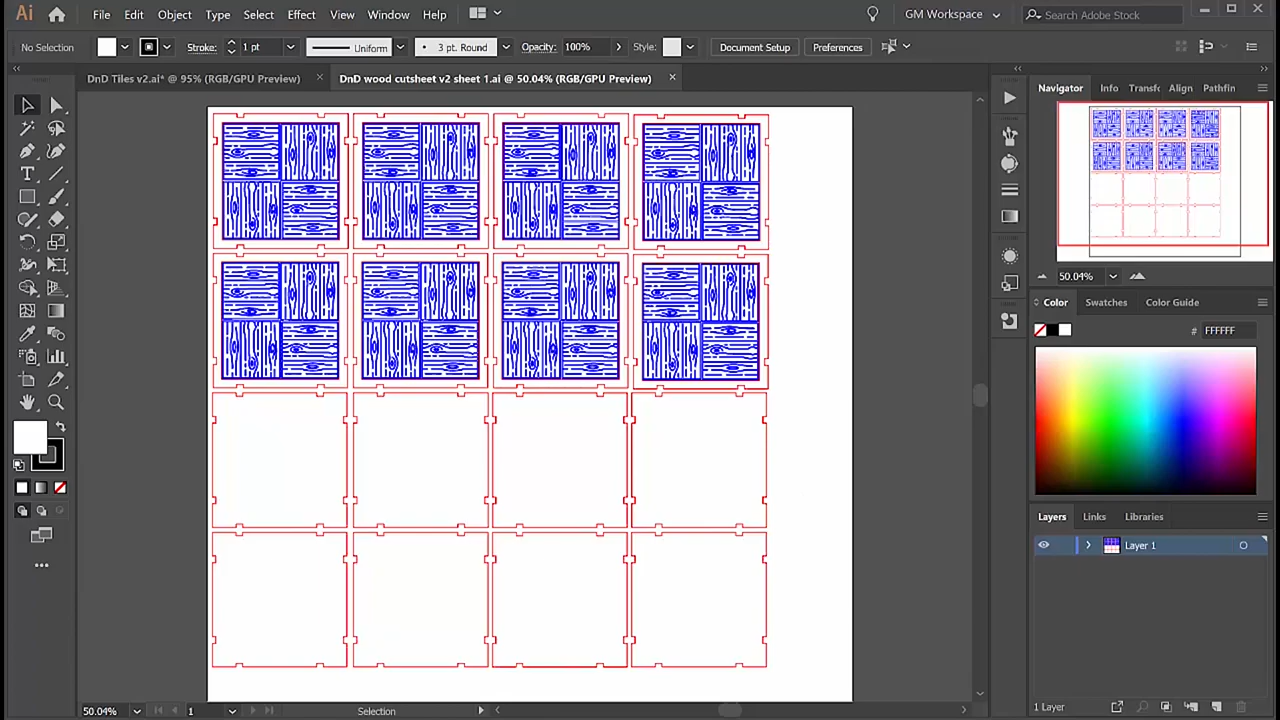 Ai File Edit Object Type Select Effect View Window Help GM Workspace Search Adobe Stock
No Selection Stroke: 1 pt Uniform 3 pt. Round Opacity: 100% Style: Document Setup Preferences
DnD Tiles v2.ai* @ 95% (RGB/GPU Preview) × DnD wood cutsheet v2 sheet 1.ai @ 50.04% (RGB/GPU Preview) ×
Navigator Info Transfc Align Pathfin
50.04%
Color Swatches Color Guide
# FFFFFF
Layers Links Libraries
Layer 1
1 Layer
50.04% 1 Selection